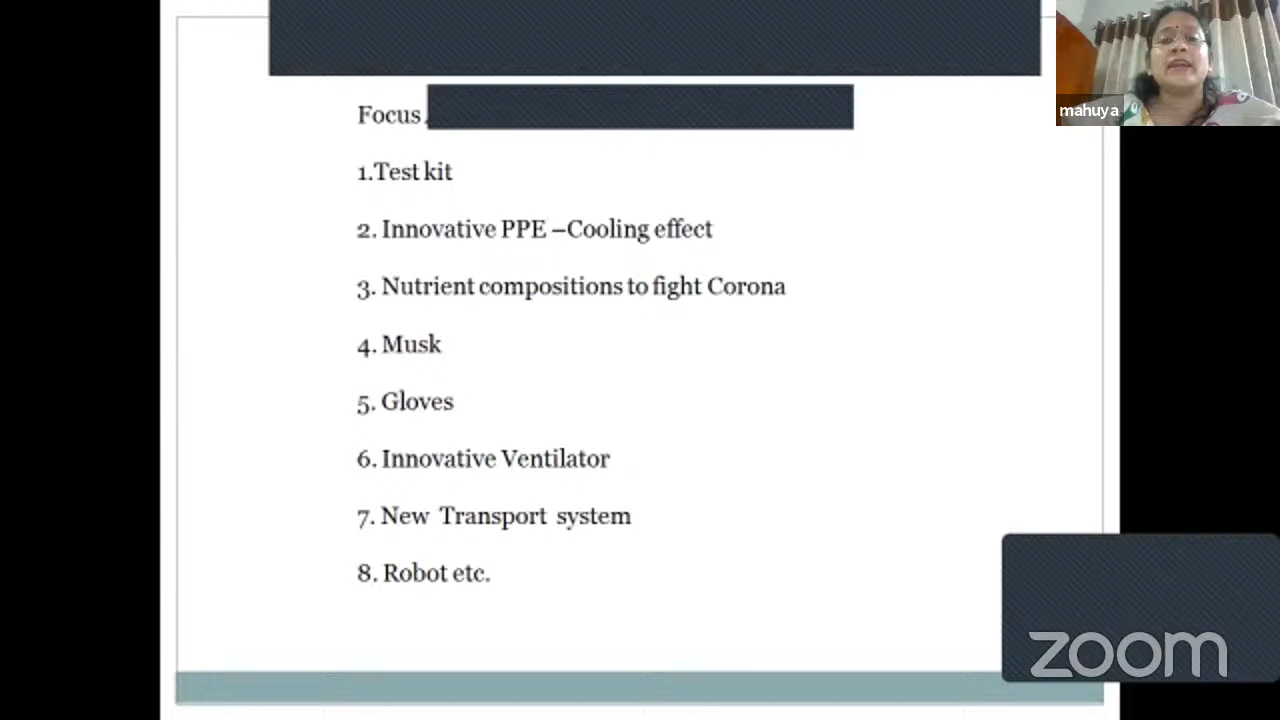 Focus
1.Test kit
2. Innovative PPE –Cooling effect
3. Nutrient compositions to fight Corona
4. Musk
5. Gloves
6. Innovative Ventilator
7. New Transport system
8. Robot etc.
mahuya
zoom